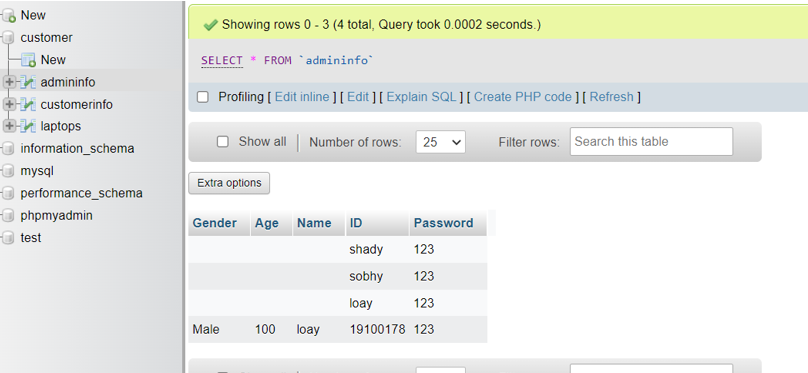 New
customer
New
admininfo
customerinfo
laptops
information_schema
mysql
performance_schema
phpmyadmin
test
Showing rows 0 - 3 (4 total, Query took 0.0002 seconds.)
SELECT * FROM `admininfo`
Profiling [ Edit inline ] [ Edit ] [ Explain SQL ] [ Create PHP code ] [ Refresh ]
Show all Number of rows: 25 Filter rows: Search this table
Extra options
Gender Age Name ID Password
shady 123
sobhy 123
loay 123
Male 100 loay 19100178 123